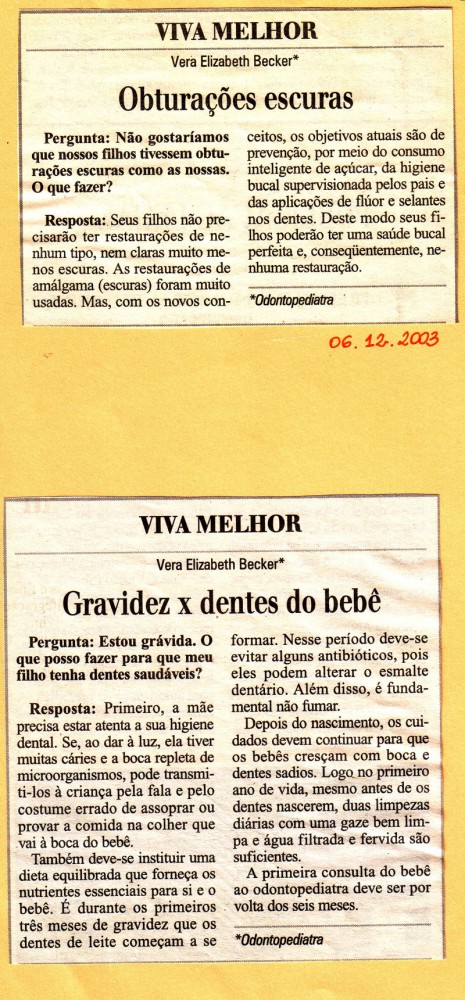 VIVA MELHOR
Vera Elizabeth Becker*
Obturações escuras
Pergunta: Não gostaríamos
que nossos filhos tivessem obtu-
rações escuras como as nossas.
O que fazer?
Resposta: Seus filhos não pre-
cisarão ter restaurações de ne-
nhum tipo, nem claras muito me-
nos escuras. As restaurações de
amálgama (escuras) foram muito
usadas. Mas, com os novos con-
ceitos, os objetivos atuais são de
prevenção, por meio do consumo
inteligente de açúcar, da higiene
bucal supervisionada pelos pais e
das aplicações de flúor e selantes
nos dentes. Deste modo seus fi-
lhos poderão ter uma saúde bucal
perfeita e, conseqüentemente, ne-
nhuma restauração.
*Odontopediatra
06.12.2003
VIVA MELHOR
Vera Elizabeth Becker*
Gravidez x dentes do bebê
Pergunta: Estou grávida. O
que posso fazer para que meu
filho tenha dentes saudáveis?
Resposta: Primeiro, a mãe
precisa estar atenta a sua higiene
dental. Se, ao dar à luz, ela tiver
muitas cáries e a boca repleta de
microorganismos, pode transmi-
ti-los à criança pela fala e pelo
costume errado de assoprar ou
provar a comida na colher que
vai à boca do bebê.
Também deve-se instituir uma
dieta equilibrada que forneça os
nutrientes essenciais para si e o
bebê. É durante os primeiros
três meses de gravidez que os
dentes de leite começam a se
formar. Nesse período deve-se
evitar alguns antibióticos, pois
eles podem alterar o esmalte
dentário. Além disso, é funda-
mental não fumar.
Depois do nascimento, os cui-
dados devem continuar para que
os bebês cresçam com boca e
dentes sadios. Logo no primeiro
ano de vida, mesmo antes de os
dentes nascerem, duas limpezas
diárias com uma gaze bem lim-
pa e água filtrada e fervida são
suficientes.
A primeira consulta do bebê
ao odontopediatra deve ser por
volta dos seis meses.
*Odontopediatra